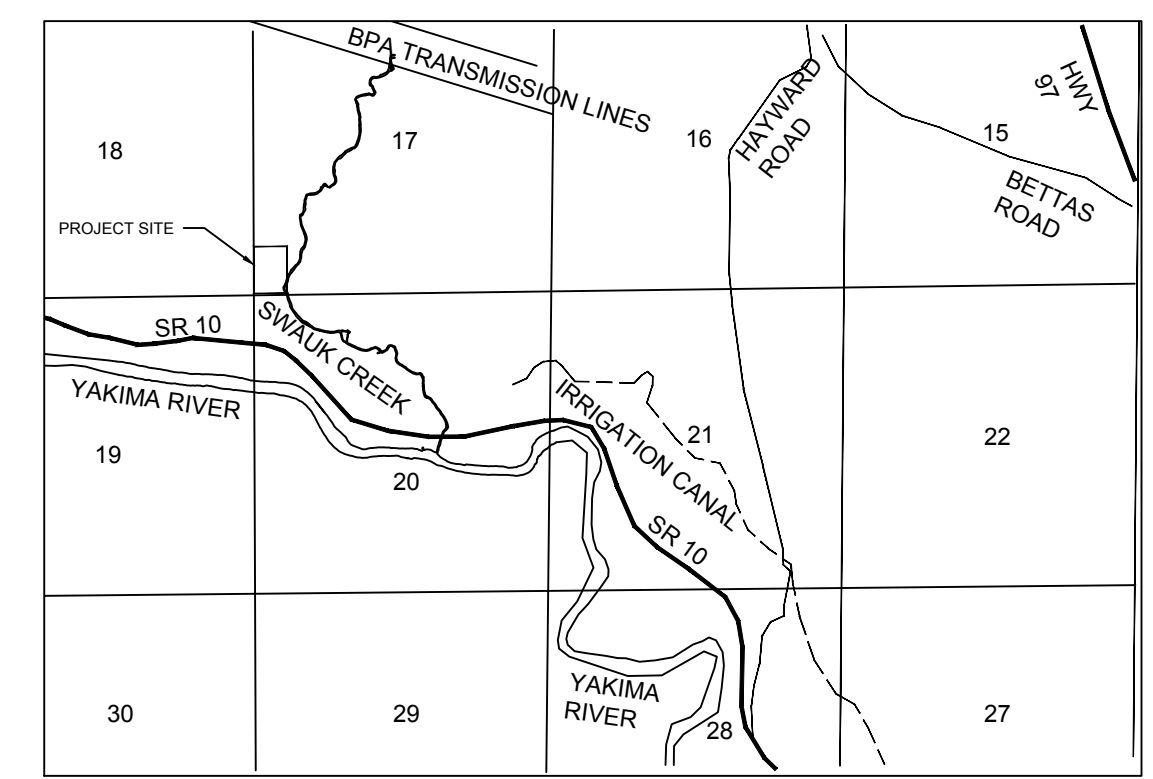 BPA TRANSMISSION LINES
HWY
97
18
17
16
HAYWARD
ROAD
15
BETTAS
ROAD
PROJECT SITE
SR 10
SWAUK CREEK
YAKIMA RIVER
IRRIGATION CANAL
19
20
21
22
SR 10
YAKIMA
RIVER
30
29
28
27